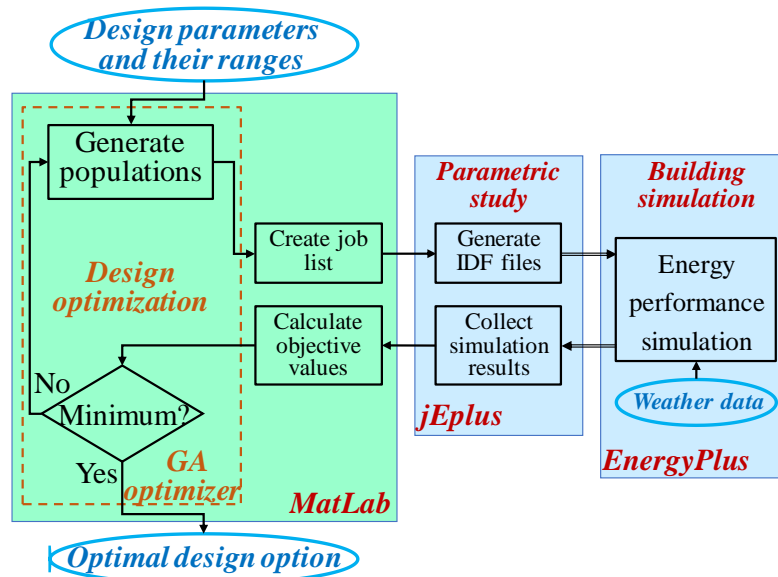 Design parameters
and their ranges
Generate
populations
Parametric
study
Building
simulation
Create job
list
Generate
IDF files
Energy
performance
simulation
Design
optimization
Calculate
objective
values
Collect
simulation
results
No
Minimum?
Weather data
jEplus
Yes
GA
optimizer
MatLab
EnergyPlus
Optimal design option